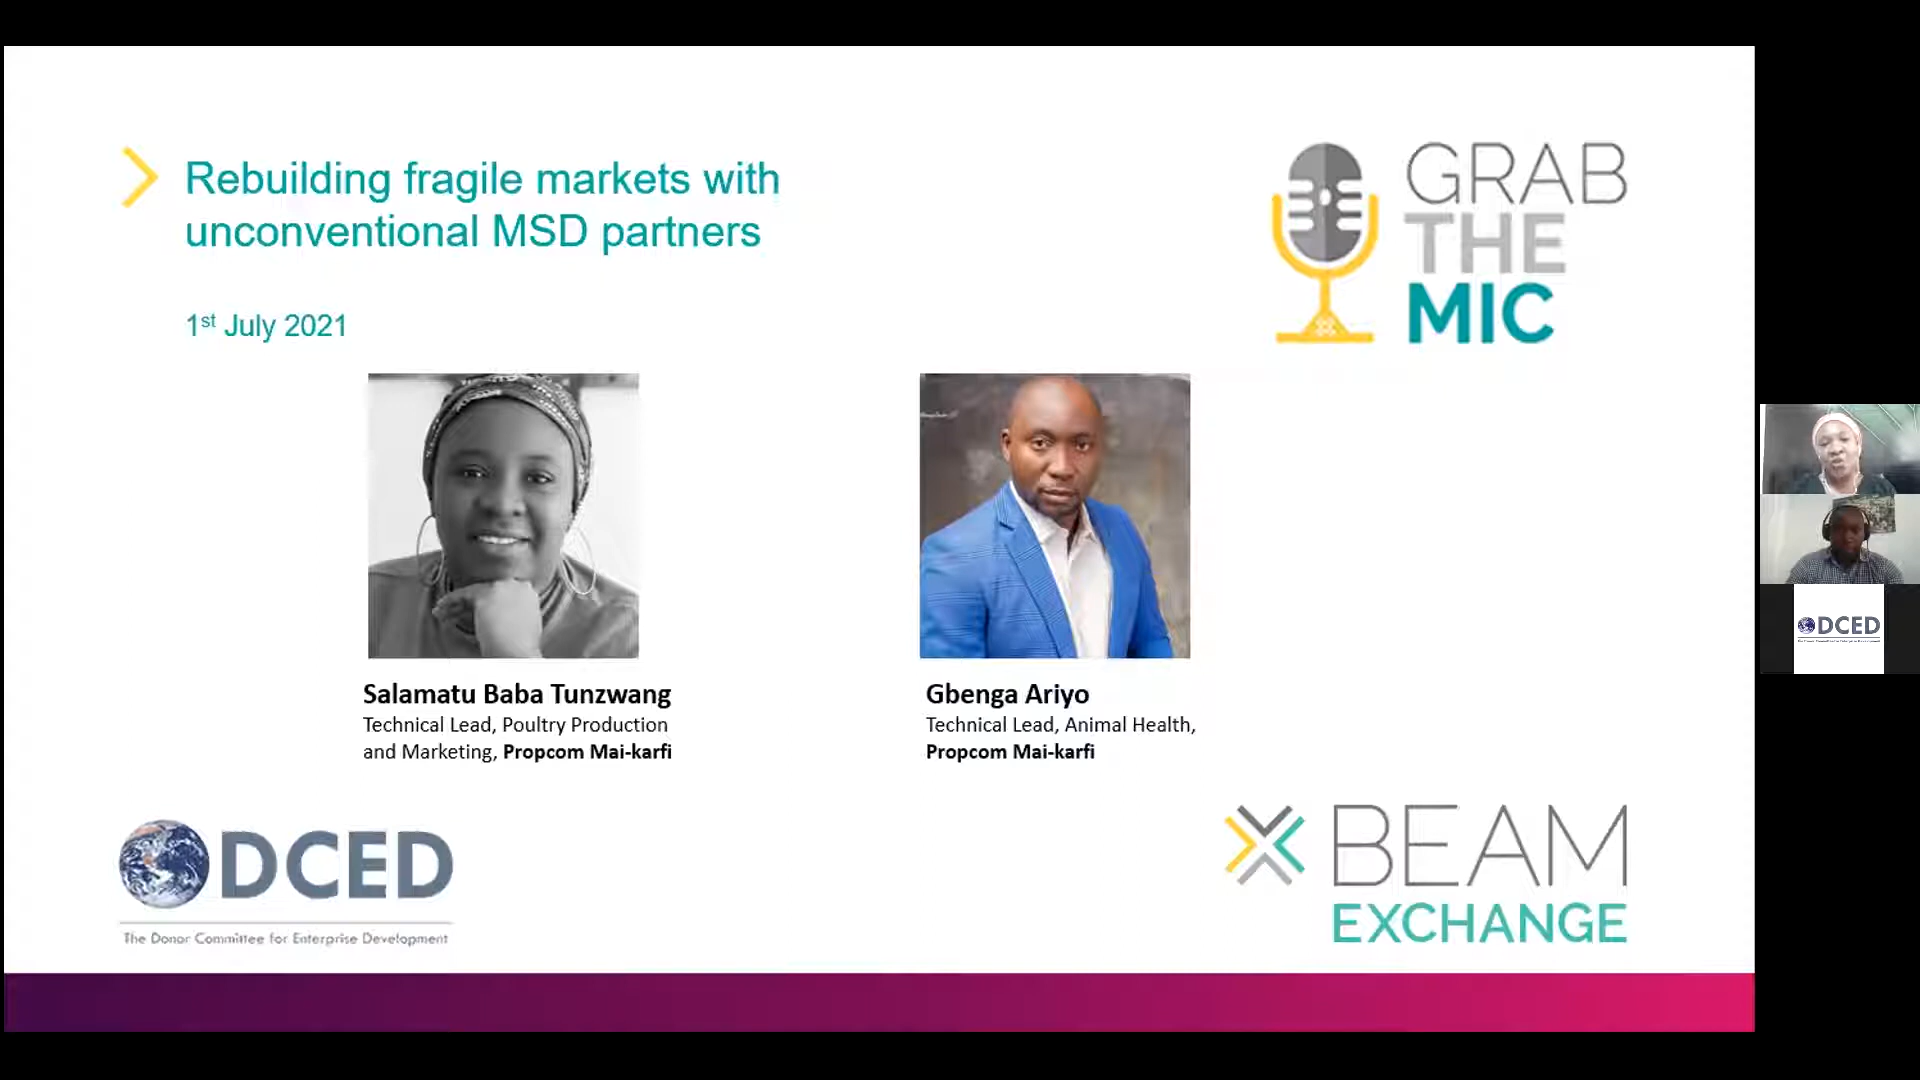 Rebuilding fragile markets with
unconventional MSD partners
1st July 2021
GRAB
THE
MIC
Salamatu Baba Tunzwang
Technical Lead, Poultry Production
and Marketing, Propcom Mai-karfi
Gbenga Ariyo
Technical Lead, Animal Health,
Propcom Mai-karfi
DCED
The Donor Committee for Enterprise Development
BEAM
EXCHANGE
DCED